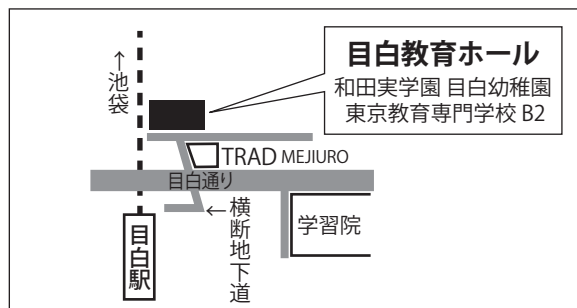 目白教育ホール
和田実学園 目白幼稚園
東京教育専門学校 B2
↑池袋
TRAD MEJIURO
目白通り
←横断地下道
目白駅
学習院